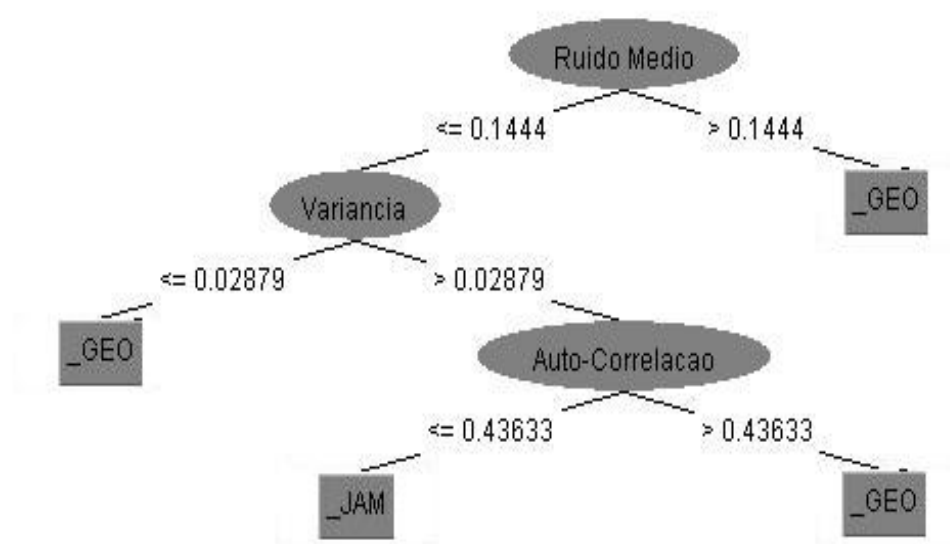 Ruido Medio
<= 0.1444
> 0.1444
Variancia
_GEO
<= 0.02879
> 0.02879
_GEO
Auto-Correlacao
<= 0.43633
> 0.43633
_JAM
_GEO